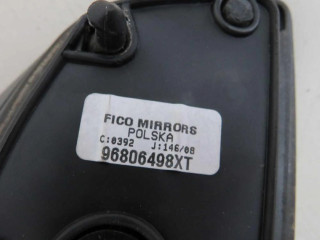 FICO MIRRORS
POLSKA
C:0392 J:146/08
96806498XT